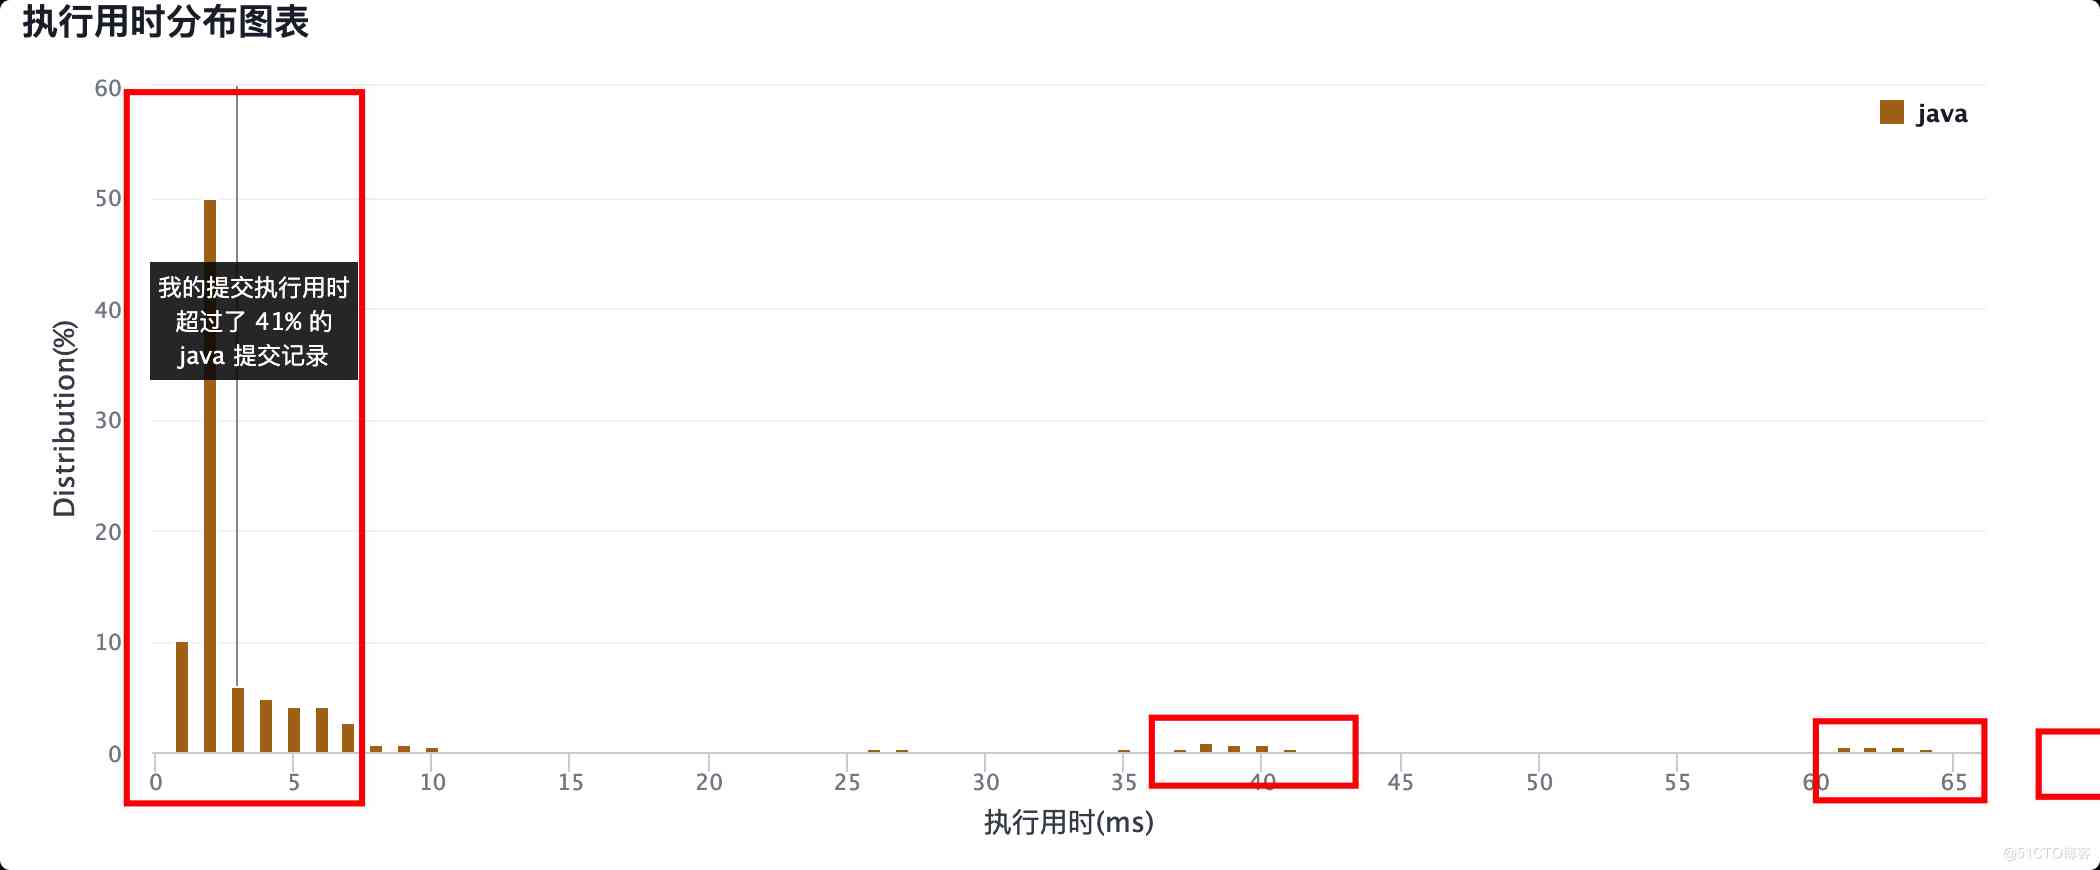 执行用时分布图表
60
50
40
30
20
10
0
Distribution(%)
java
我的提交执行用时
超过了 41% 的
java 提交记录
0 5 10 15 20 25 30 35 40 45 50 55 60 65
执行用时(ms)
@51CTO博客